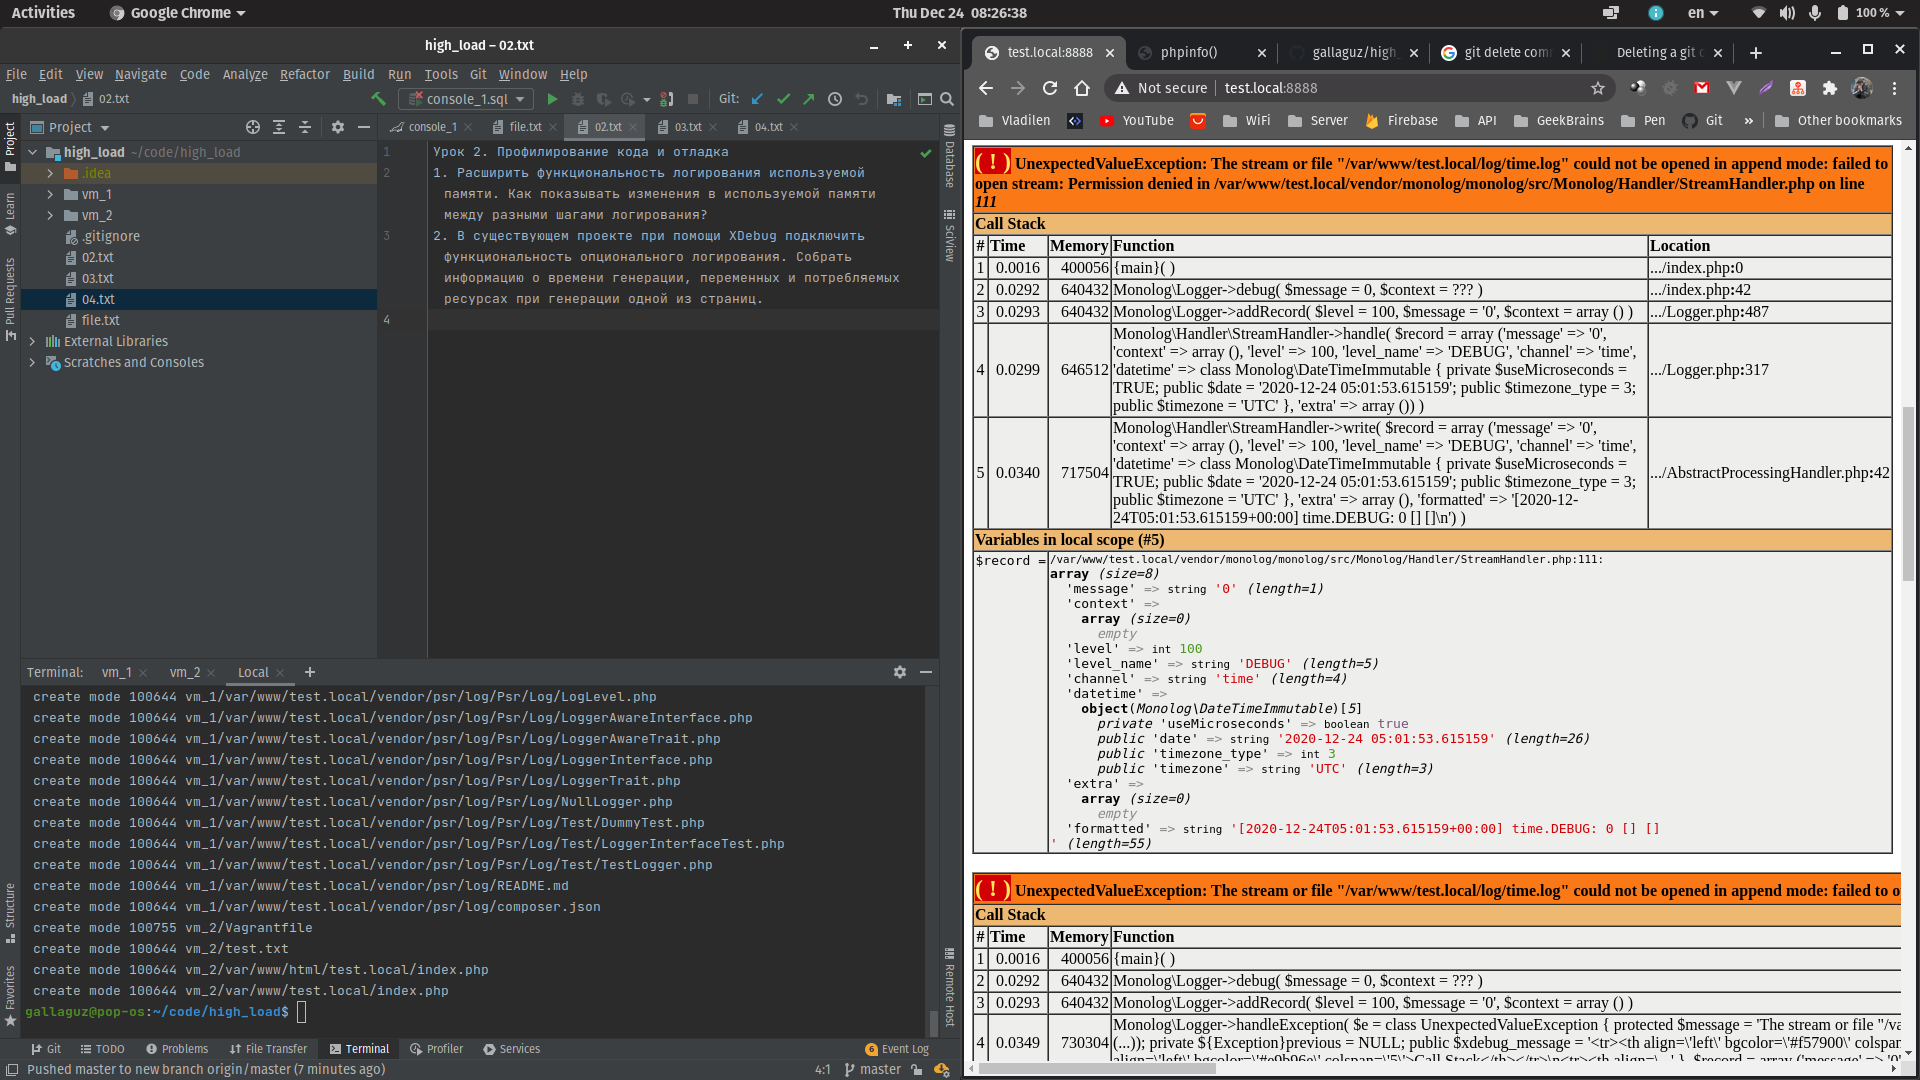 Activities
Google Chrome
Thu Dec 24 08:26:38
en
100 %
high_load – 02.txt
File Edit View Navigate Code Analyze Refactor Build Run Tools Git Window Help
high_load 02.txt
console_1.sql
Git:
Project
console_1
file.txt
02.txt
03.txt
04.txt
high_load ~/code/high_load
.idea
vm_1
vm_2
.gitignore
02.txt
03.txt
04.txt
file.txt
External Libraries
Scratches and Consoles
Project
Learn
Pull Requests
Structure
Favorites
Database
SciView
Remote Host
1 Урок 2. Профилирование кода и отладка
2 1. Расширить функциональность логирования используемой
памяти. Как показывать изменения в используемой памяти
между разными шагами логирования?
3 2. В существующем проекте при помощи XDebug подключить
функциональность опционального логирования. Собрать
информацию о времени генерации, переменных и потребляемых
ресурсах при генерации одной из страниц.
4
Terminal: vm_1 vm_2 Local
create mode 100644 vm_1/var/www/test.local/vendor/psr/log/Psr/Log/LogLevel.php
create mode 100644 vm_1/var/www/test.local/vendor/psr/log/Psr/Log/LoggerAwareInterface.php
create mode 100644 vm_1/var/www/test.local/vendor/psr/log/Psr/Log/LoggerAwareTrait.php
create mode 100644 vm_1/var/www/test.local/vendor/psr/log/Psr/Log/LoggerInterface.php
create mode 100644 vm_1/var/www/test.local/vendor/psr/log/Psr/Log/LoggerTrait.php
create mode 100644 vm_1/var/www/test.local/vendor/psr/log/Psr/Log/NullLogger.php
create mode 100644 vm_1/var/www/test.local/vendor/psr/log/Psr/Log/Test/DummyTest.php
create mode 100644 vm_1/var/www/test.local/vendor/psr/log/Psr/Log/Test/LoggerInterfaceTest.php
create mode 100644 vm_1/var/www/test.local/vendor/psr/log/Psr/Log/Test/TestLogger.php
create mode 100644 vm_1/var/www/test.local/vendor/psr/log/README.md
create mode 100644 vm_1/var/www/test.local/vendor/psr/log/composer.json
create mode 100755 vm_2/Vagrantfile
create mode 100644 vm_2/test.txt
create mode 100644 vm_2/var/www/html/test.local/index.php
create mode 100644 vm_2/var/www/test.local/index.php
gallaguz@pop-os:~/code/high_load$
Git TODO Problems File Transfer Terminal Profiler Services
6 Event Log
Pushed master to new branch origin/master (7 minutes ago)
4:1 master
test.local:8888
phpinfo()
gallaguz/high_
git delete com
Deleting a git c
Not secure test.local:8888
Vladilen YouTube WiFi Server Firebase API GeekBrains Pen Git » Other bookmarks
( ! ) UnexpectedValueException: The stream or file "/var/www/test.local/log/time.log" could not be opened in append mode: failed to
open stream: Permission denied in /var/www/test.local/vendor/monolog/monolog/src/Monolog/Handler/StreamHandler.php on line
111
Call Stack
# Time Memory Function Location
1 0.0016 400056 {main}( ) .../index.php:0
2 0.0292 640432 Monolog\Logger->debug( $message = 0, $context = ??? ) .../index.php:42
3 0.0293 640432 Monolog\Logger->addRecord( $level = 100, $message = '0', $context = array () ) .../Logger.php:487
4 0.0299 646512 Monolog\Handler\StreamHandler->handle( $record = array ('message' => '0',
'context' => array (), 'level' => 100, 'level_name' => 'DEBUG', 'channel' => 'time',
'datetime' => class Monolog\DateTimeImmutable { private $useMicroseconds =
TRUE; public $date = '2020-12-24 05:01:53.615159'; public $timezone_type = 3;
public $timezone = 'UTC' }, 'extra' => array ()) ) .../Logger.php:317
5 0.0340 717504 Monolog\Handler\StreamHandler->write( $record = array ('message' => '0',
'context' => array (), 'level' => 100, 'level_name' => 'DEBUG', 'channel' => 'time',
'datetime' => class Monolog\DateTimeImmutable { private $useMicroseconds =
TRUE; public $date = '2020-12-24 05:01:53.615159'; public $timezone_type = 3;
public $timezone = 'UTC' }, 'extra' => array (), 'formatted' => '[2020-12-
24T05:01:53.615159+00:00] time.DEBUG: 0 [] []\n') ) .../AbstractProcessingHandler.php:42
Variables in local scope (#5)
$record = /var/www/test.local/vendor/monolog/monolog/src/Monolog/Handler/StreamHandler.php:111:
array (size=8)
'message' => string '0' (length=1)
'context' =>
array (size=0)
empty
'level' => int 100
'level_name' => string 'DEBUG' (length=5)
'channel' => string 'time' (length=4)
'datetime' =>
object(Monolog\DateTimeImmutable)[5]
private 'useMicroseconds' => boolean true
public 'date' => string '2020-12-24 05:01:53.615159' (length=26)
public 'timezone_type' => int 3
public 'timezone' => string 'UTC' (length=3)
'extra' =>
array (size=0)
empty
'formatted' => string '[2020-12-24T05:01:53.615159+00:00] time.DEBUG: 0 [] []
' (length=55)
( ! ) UnexpectedValueException: The stream or file "/var/www/test.local/log/time.log" could not be opened in append mode: failed to o
Call Stack
# Time Memory Function
1 0.0016 400056 {main}( )
2 0.0292 640432 Monolog\Logger->debug( $message = 0, $context = ??? )
3 0.0293 640432 Monolog\Logger->addRecord( $level = 100, $message = '0', $context = array () )
4 0.0349 730304 Monolog\Logger->handleException( $e = class UnexpectedValueException { protected $message = 'The stream or file "/va
(...)); private ${Exception}previous = NULL; public $xdebug_message = '<tr><th align=\'left\' bgcolor=\'#f57900\' colspan
align=\'left\' bgcolor=\'#e9b96e\' colspan=\'5\'>Call Stack</th></tr>\n<tr><th align=\...' }, $record = array ('message' => '0'